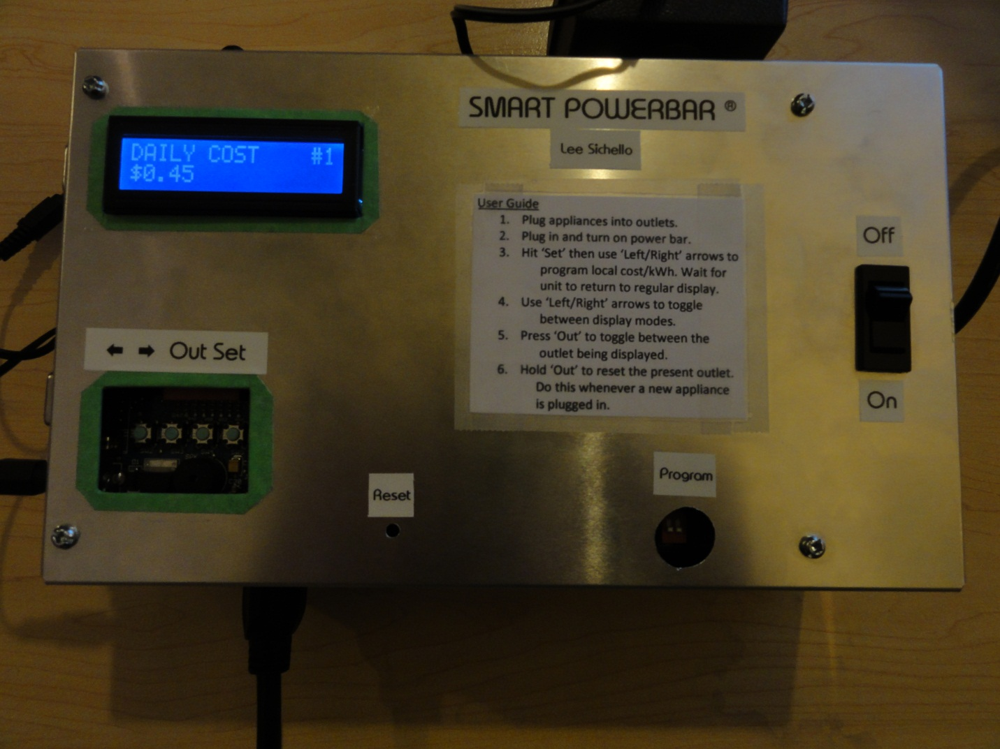 SMART POWERBAR ®
Lee Sichello
DAILY COST #1
$0.45
User Guide
1. Plug appliances into outlets.
2. Plug in and turn on power bar.
3. Hit ‘Set’ then use ‘Left/Right’ arrows to
program local cost/kWh. Wait for
unit to return to regular display.
4. Use ‘Left/Right’ arrows to toggle
between display modes.
5. Press ‘Out’ to toggle between the
outlet being displayed.
6. Hold ‘Out’ to reset the present outlet.
Do this whenever a new appliance
is plugged in.
Off
On
← → Out Set
Reset
Program